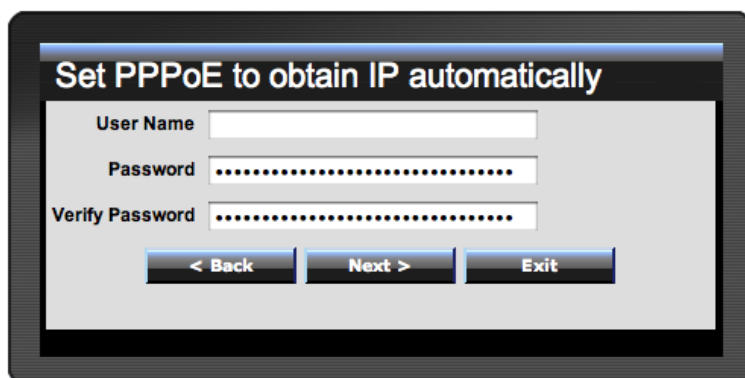 Set PPPoE to obtain IP automatically
User Name
Password ••••••••••••••••••••••••••••••••
Verify Password ••••••••••••••••••••••••••••••••
< Back Next > Exit